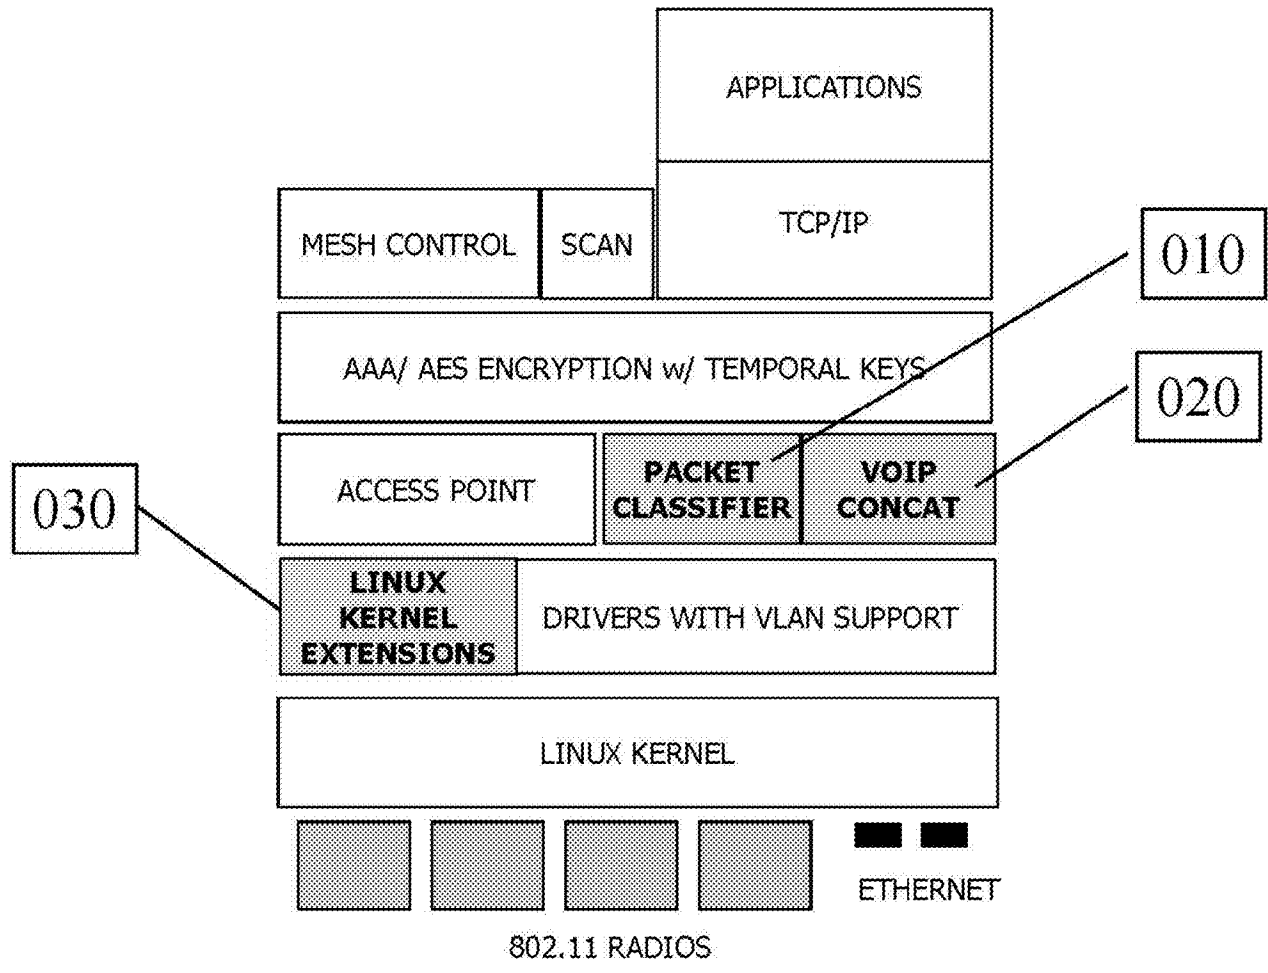 APPLICATIONS
TCP/IP
MESH CONTROL
SCAN
010
AAA/ AES ENCRYPTION w/ TEMPORAL KEYS
020
ACCESS POINT
PACKET
CLASSIFIER
VOIP
CONCAT
030
LINUX
KERNEL
EXTENSIONS
DRIVERS WITH VLAN SUPPORT
LINUX KERNEL
ETHERNET
802.11 RADIOS